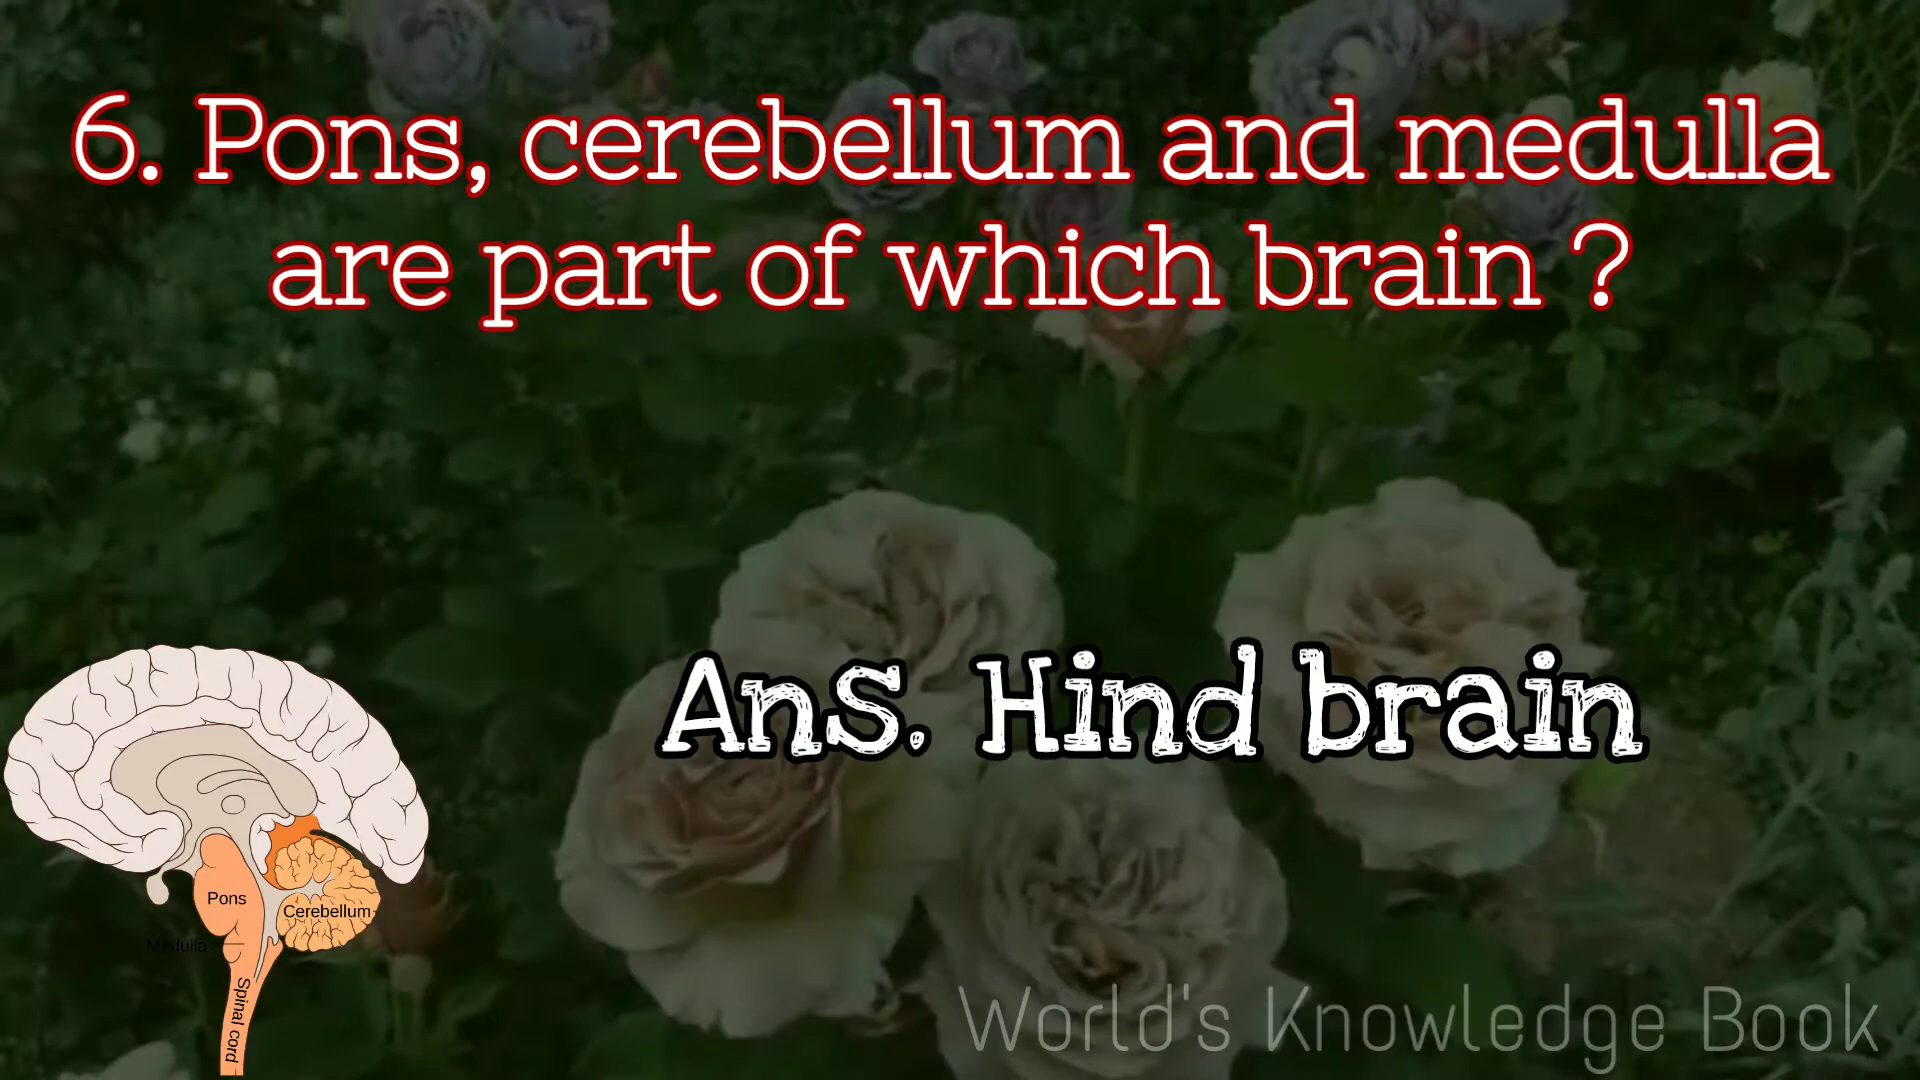 6. Pons, cerebellum and medulla
are part of which brain ?
Ans. Hind brain
Pons
Cerebellum
Medulla
Spinal cord
World's Knowledge Book